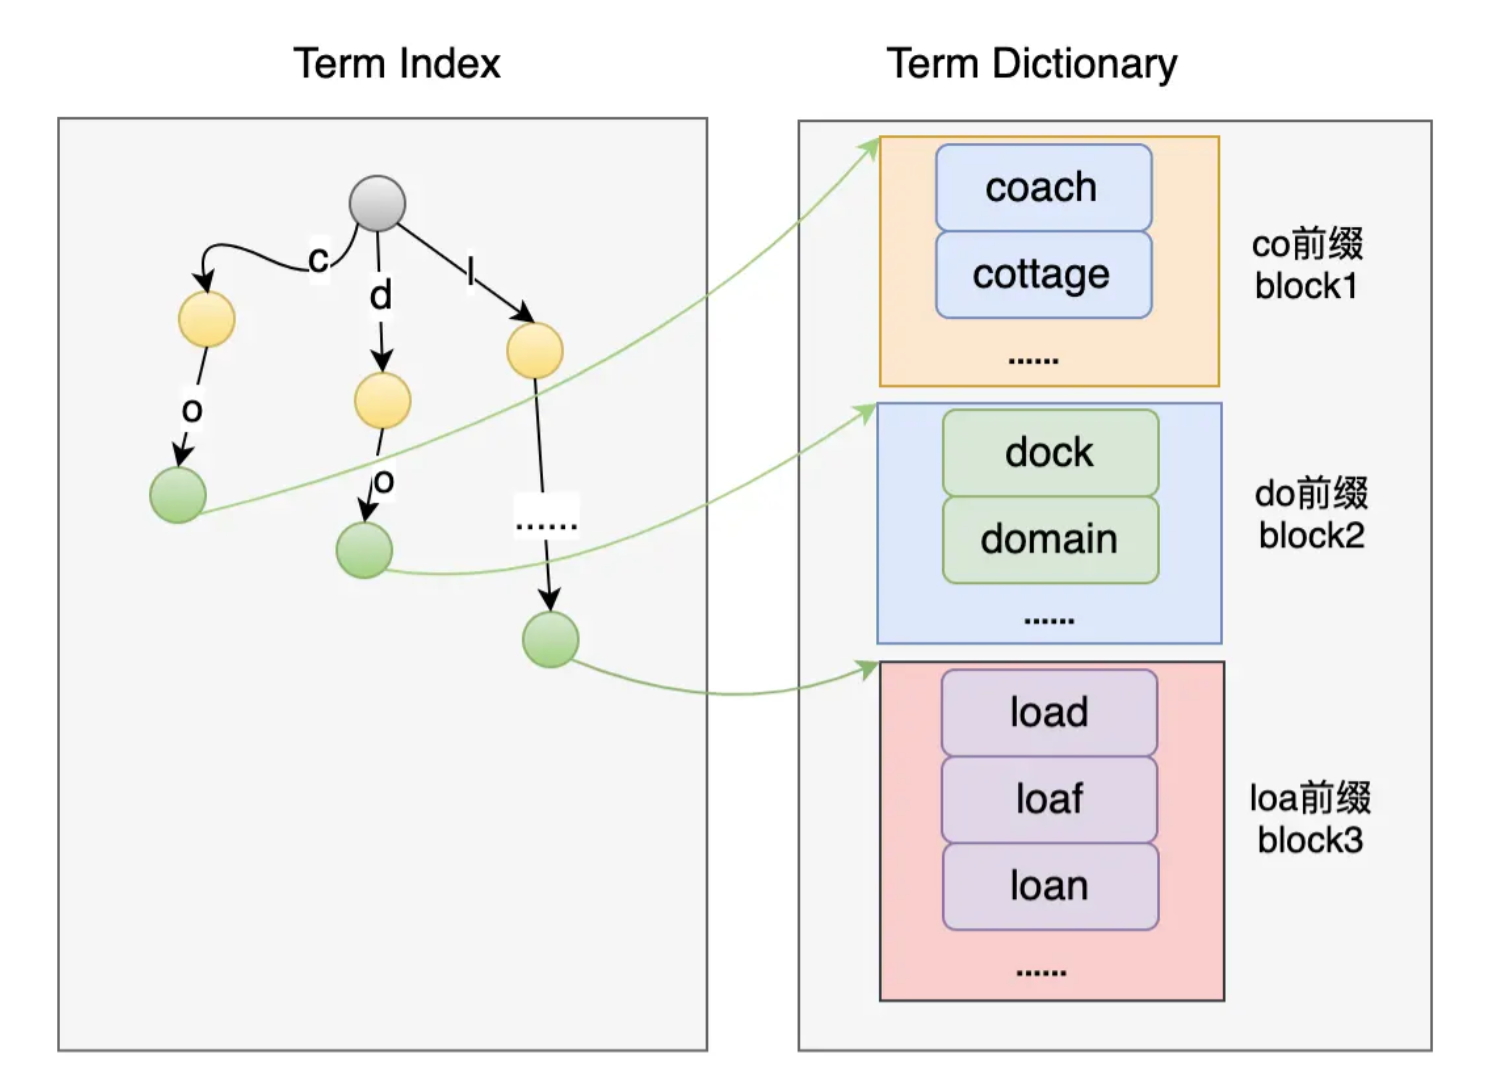 Term Index
Term Dictionary
c
d
l
o
o
......
coach
cottage
......
co前缀
block1
dock
domain
......
do前缀
block2
load
loaf
loan
......
loa前缀
block3